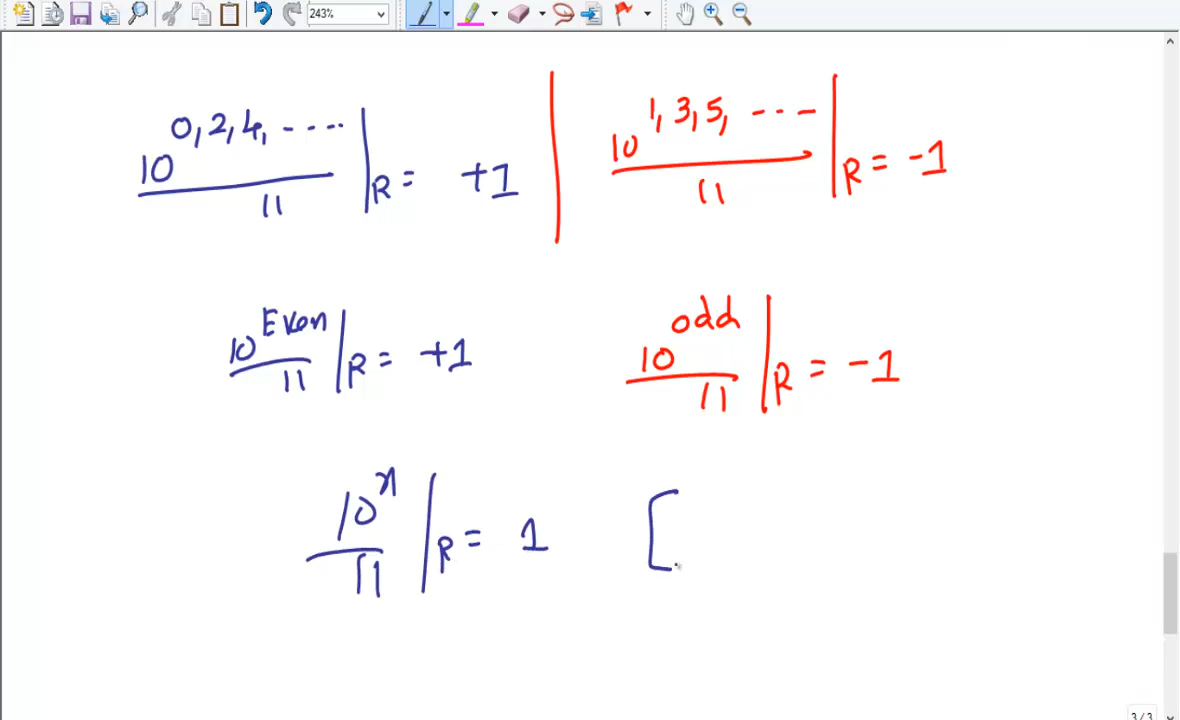 243%
10^0,2,4,.... / 11 | R = +1
10^1,3,5,--- / 11 | R = -1
10^Even / 11 | R = +1
10^odd / 11 | R = -1
10^n / 11 | R = 1 [
3/3